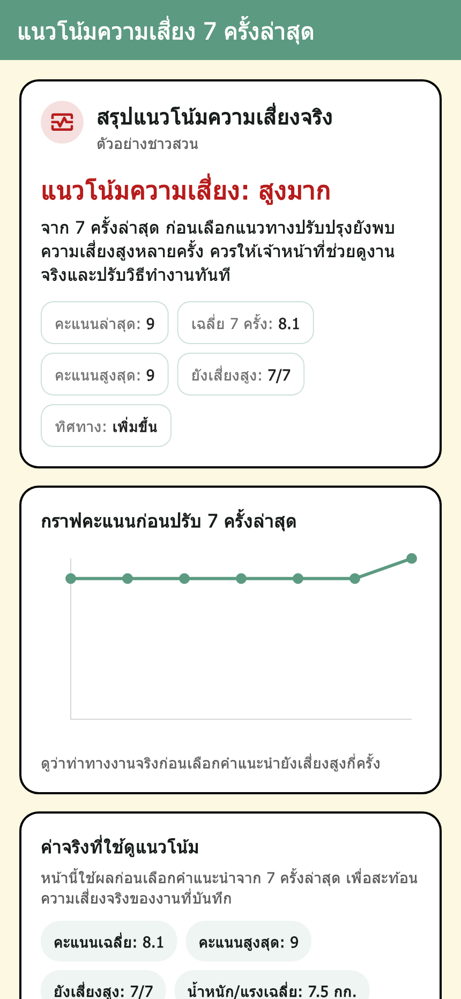 แนวโน้มความเสี่ยง 7 ครั้งล่าสุด
สรุปแนวโน้มความเสี่ยงจริง
ตัวอย่างชาวสวน
แนวโน้มความเสี่ยง: สูงมาก
จาก 7 ครั้งล่าสุด ก่อนเลือกแนวทางปรับปรุงยังพบ
ความเสี่ยงสูงหลายครั้ง ควรให้เจ้าหน้าที่ช่วยดูงาน
จริงและปรับวิธีทำงานทันที
คะแนนล่าสุด: 9 เฉลี่ย 7 ครั้ง: 8.1
คะแนนสูงสุด: 9 ยังเสี่ยงสูง: 7/7
ทิศทาง: เพิ่มขึ้น
กราฟคะแนนก่อนปรับ 7 ครั้งล่าสุด
ดูว่าท่าทางงานจริงก่อนเลือกคำแนะนำยังเสี่ยงสูงกี่ครั้ง
ค่าจริงที่ใช้ดูแนวโน้ม
หน้านี้ใช้ผลก่อนเลือกคำแนะนำจาก 7 ครั้งล่าสุด เพื่อสะท้อน
ความเสี่ยงจริงของงานที่บันทึก
คะแนนเฉลี่ย: 8.1 คะแนนสูงสุด: 9
ยังเสี่ยงสูง: 7/7 น้ำหนัก/แรงเฉลี่ย: 7.5 กก.